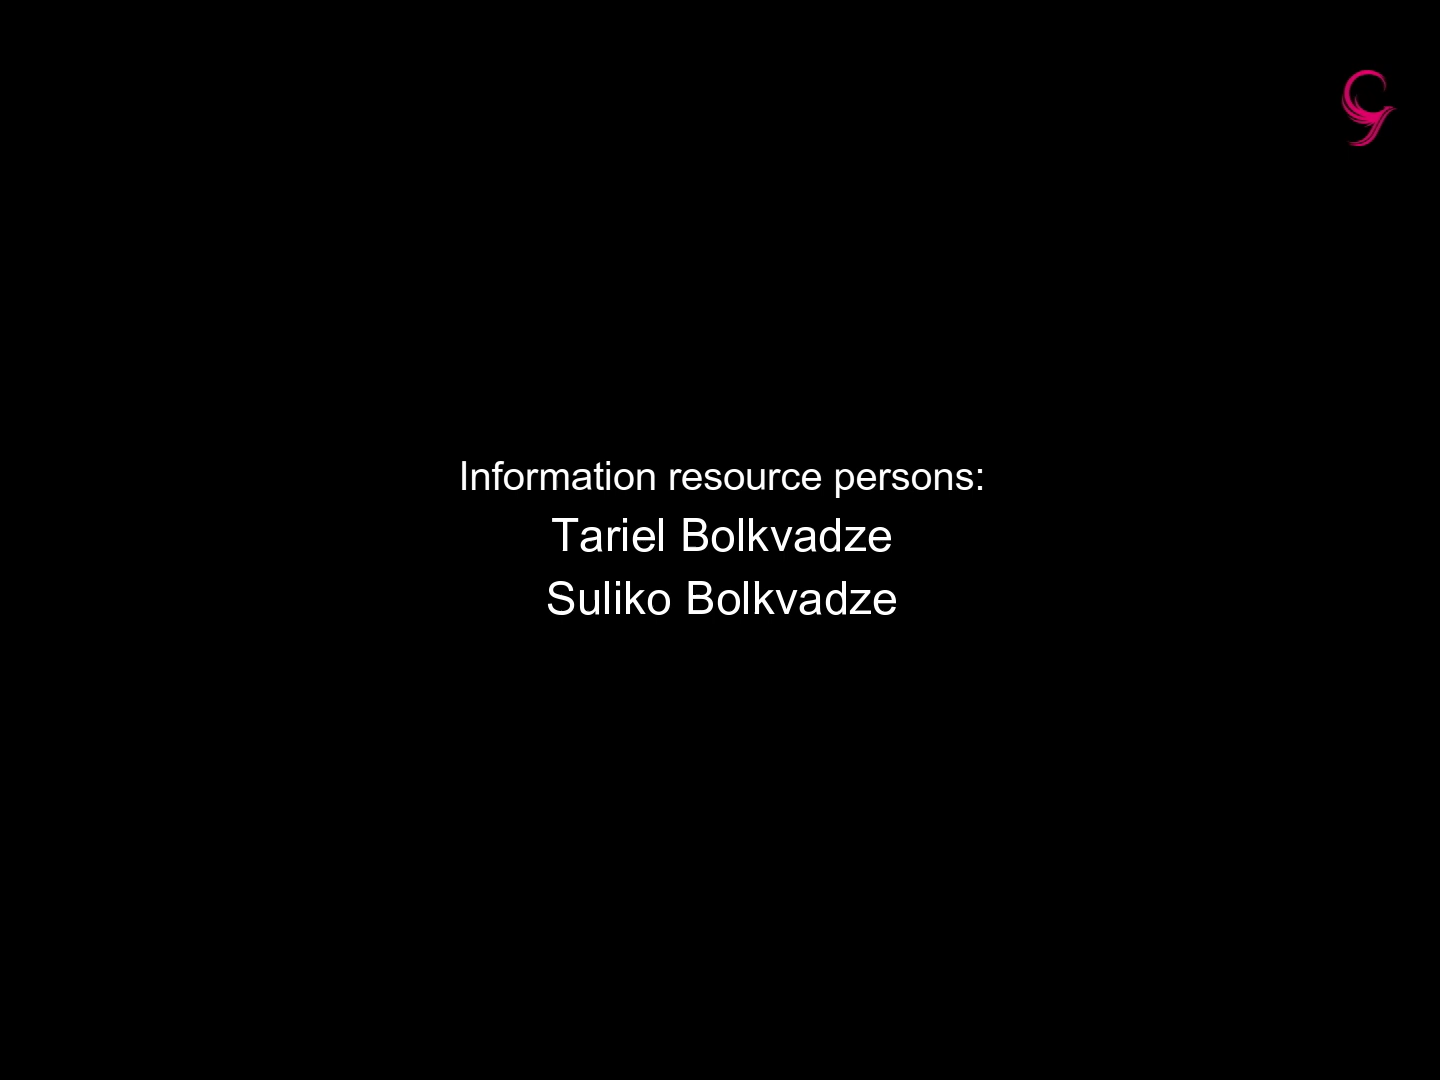 Information resource persons:
Tariel Bolkvadze
Suliko Bolkvadze